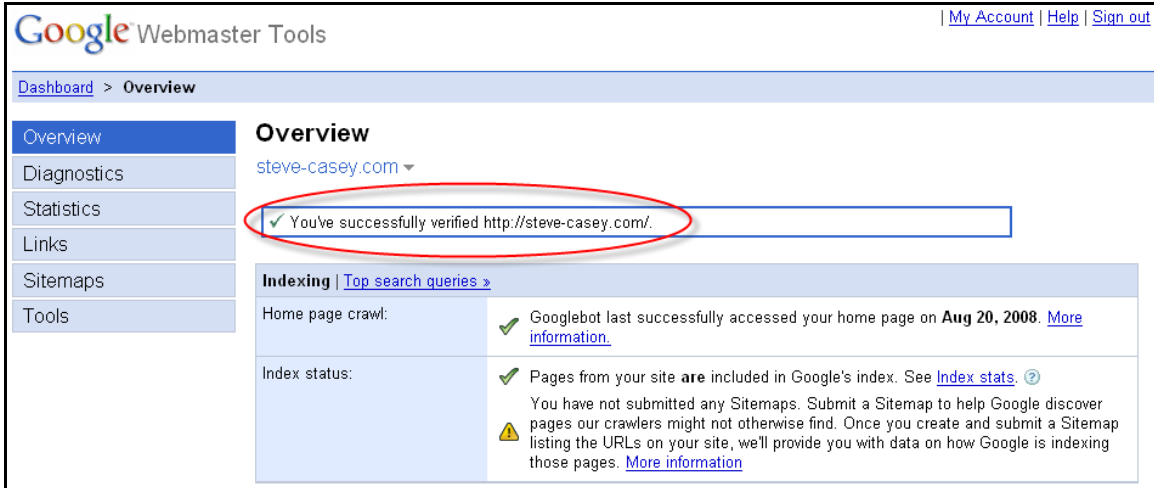 | My Account | Help | Sign out
Google Webmaster Tools
Dashboard > Overview
Overview
Diagnostics
Statistics
Links
Sitemaps
Tools
Overview
steve-casey.com
You've successfully verified http://steve-casey.com/.
Indexing | Top search queries »
Home page crawl:
Googlebot last successfully accessed your home page on Aug 20, 2008. More
information.
Index status:
Pages from your site are included in Google's index. See Index stats. ?
You have not submitted any Sitemaps. Submit a Sitemap to help Google discover
pages our crawlers might not otherwise find. Once you create and submit a Sitemap
listing the URLs on your site, we'll provide you with data on how Google is indexing
those pages. More information